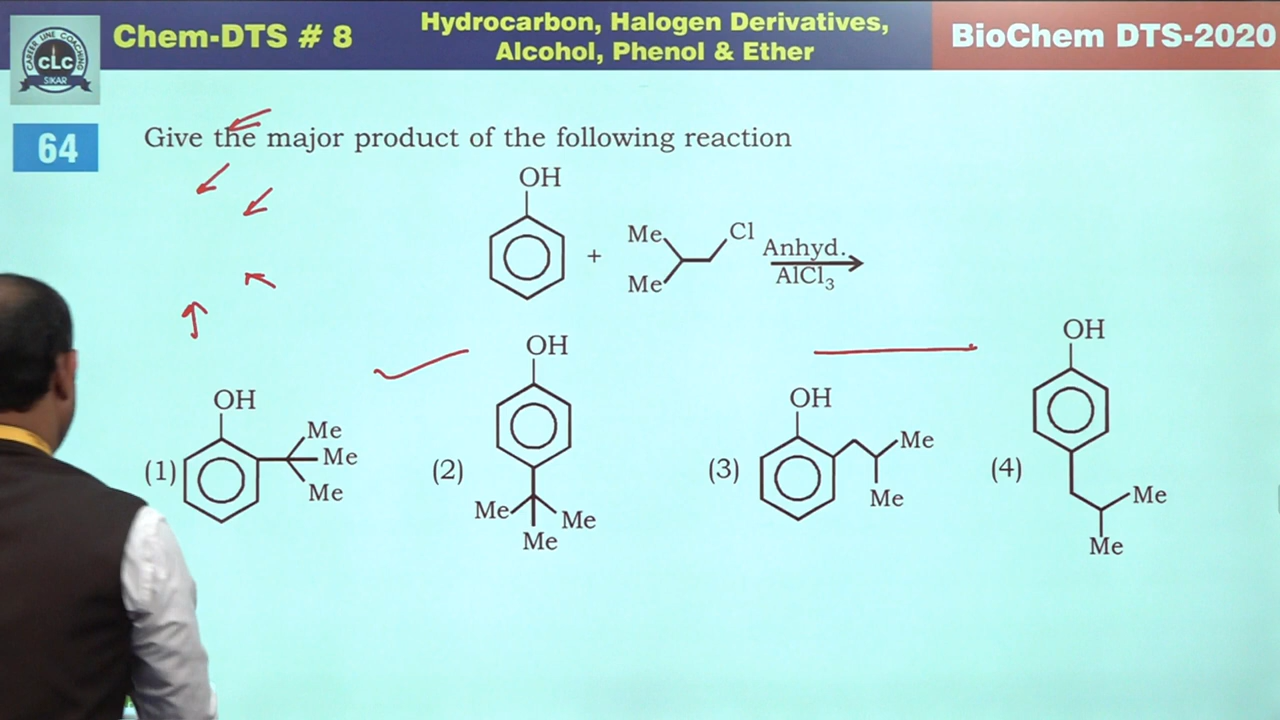 CAREER LINE COACHING
CLC
SIKAR
Chem-DTS # 8
Hydrocarbon, Halogen Derivatives,
Alcohol, Phenol & Ether
BioChem DTS-2020
64
Give the major product of the following reaction
OH
+
Me
Me
Cl
Anhyd.
AlCl3
(1)
OH
Me
Me
Me
(2)
OH
Me
Me
Me
(3)
OH
Me
Me
(4)
OH
Me
Me